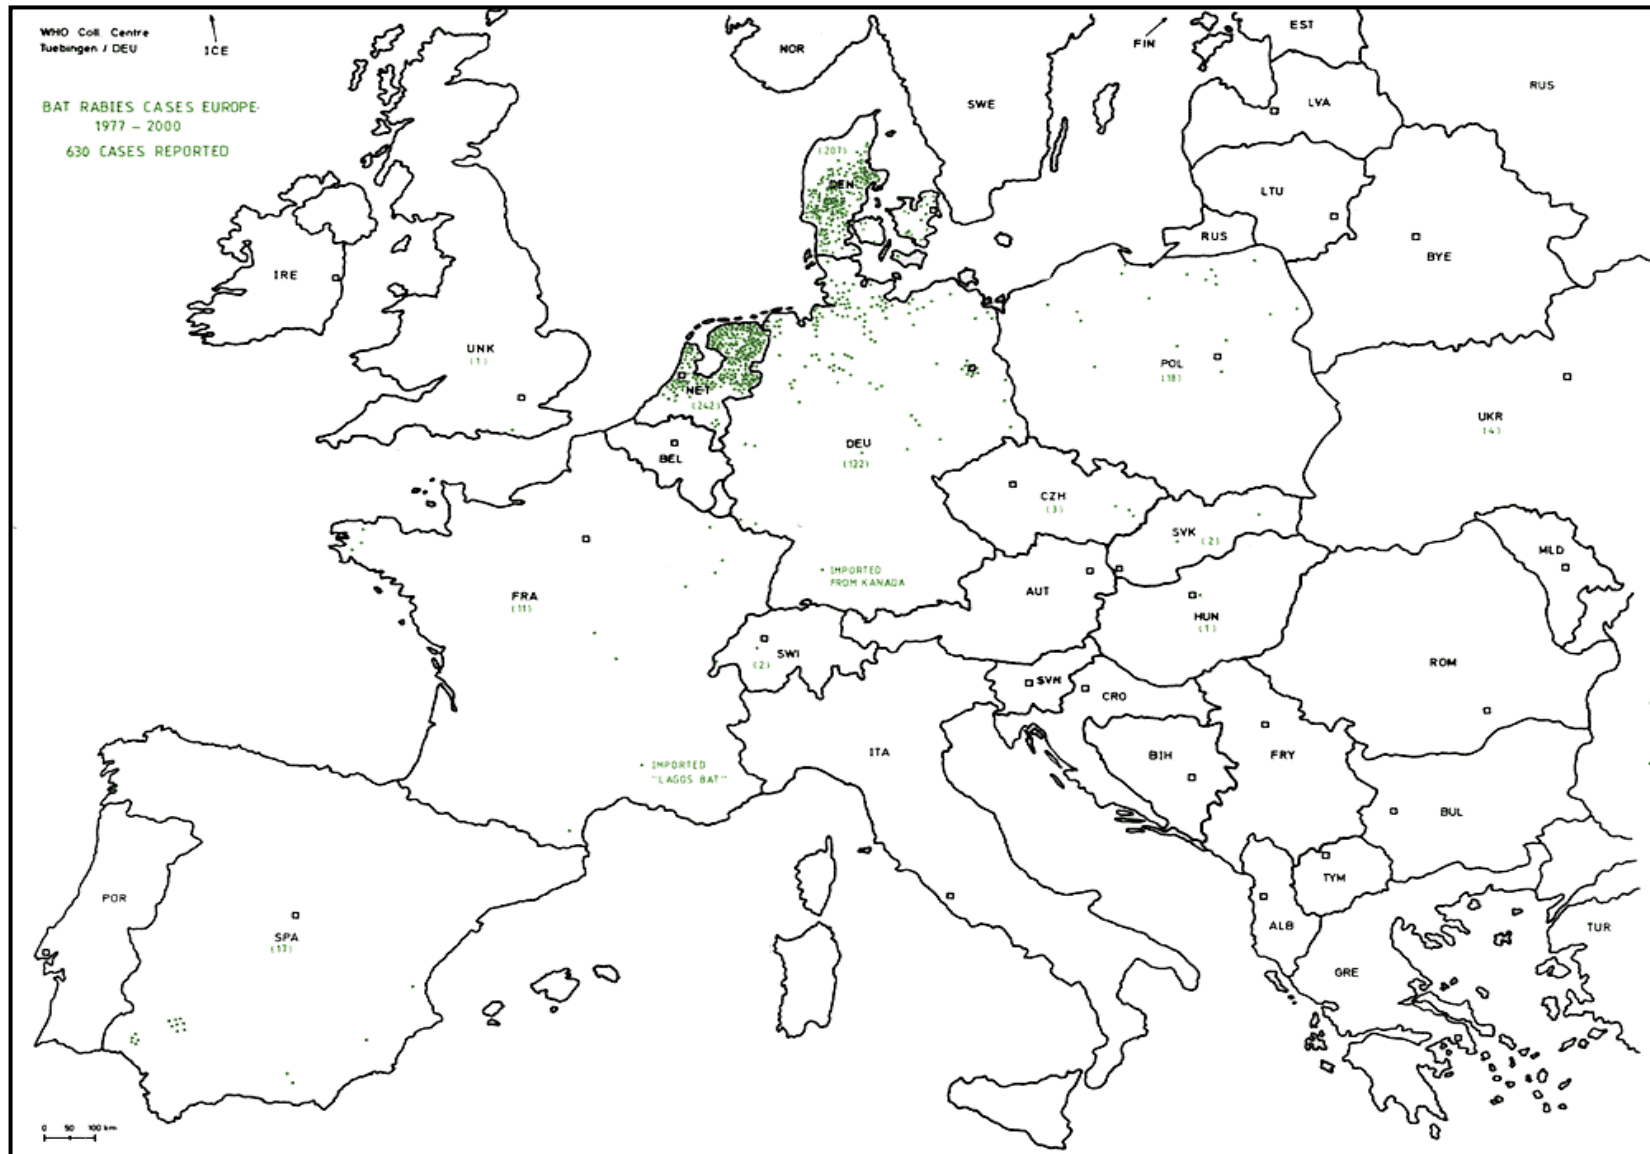 WHO Coll. Centre
Tuebingen / DEU
ICE
BAT RABIES CASES EUROPE
1977 – 2000
630 CASES REPORTED
NOR
SWE
FIN
EST
RUS
LVA
(207)
DEN
LTU
RUS
BYE
IRE
UNK
(1)
NET
(242)
POL
(18)
UKR
(4)
BEL
DEU
(122)
CZH
(3)
SVK (2)
MLD
FRA
(11)
IMPORTED
FROM KANADA
AUT
HUN
(1)
SWI
(2)
SVN
CRO
ROM
ITA
BIH
FRY
IMPORTED
"LAGOS BAT"
BUL
POR
TYM
SPA
(17)
ALB
TUR
GRE
0 50 100 km